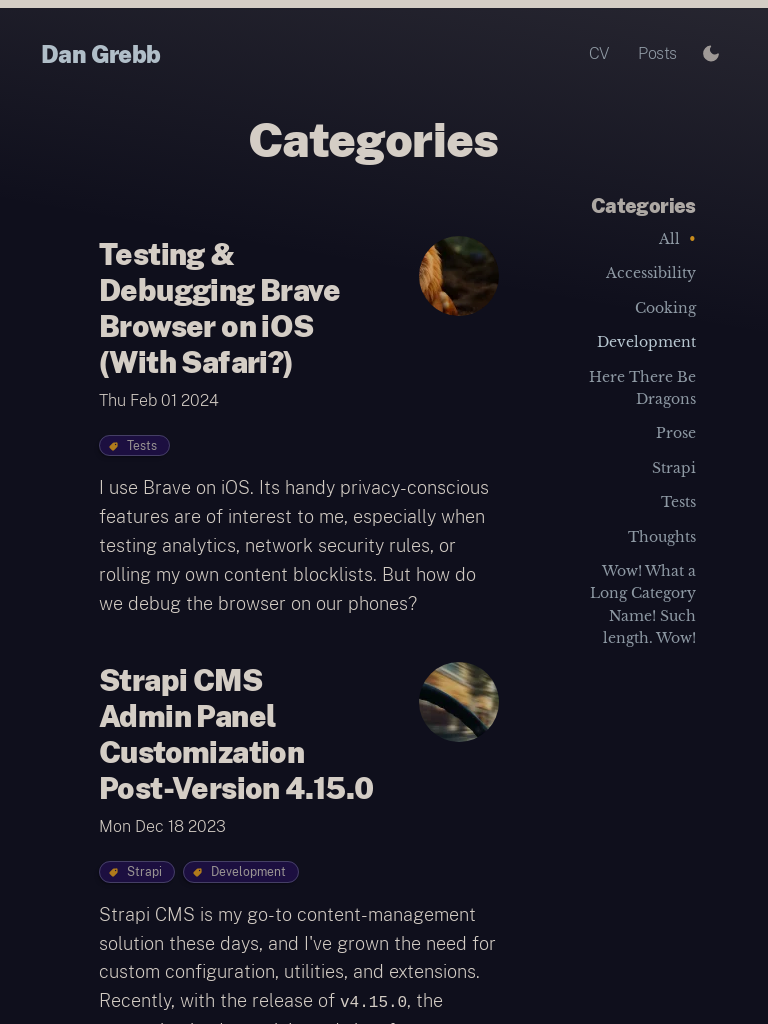 Dan Grebb
CV
Posts
Categories
Testing &
Debugging Brave
Browser on iOS
(With Safari?)
Thu Feb 01 2024
Tests
I use Brave on iOS. Its handy privacy-conscious
features are of interest to me, especially when
testing analytics, network security rules, or
rolling my own content blocklists. But how do
we debug the browser on our phones?
Strapi CMS
Admin Panel
Customization
Post-Version 4.15.0
Mon Dec 18 2023
Strapi
Development
Strapi CMS is my go-to content-management
solution these days, and I've grown the need for
custom configuration, utilities, and extensions.
Recently, with the release of v4.15.0, the
Categories
All •
Accessibility
Cooking
Development
Here There Be
Dragons
Prose
Strapi
Tests
Thoughts
Wow! What a
Long Category
Name! Such
length. Wow!